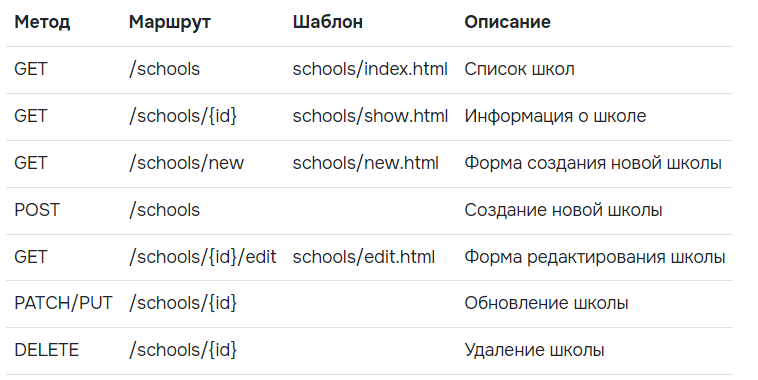 Метод Маршрут Шаблон Описание
GET /schools schools/index.html Список школ
GET /schools/{id} schools/show.html Информация о школе
GET /schools/new schools/new.html Форма создания новой школы
POST /schools Создание новой школы
GET /schools/{id}/edit schools/edit.html Форма редактирования школы
PATCH/PUT /schools/{id} Обновление школы
DELETE /schools/{id} Удаление школы